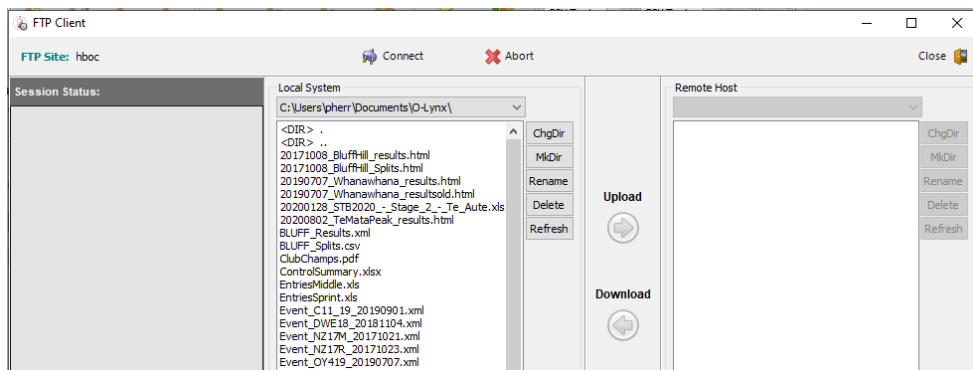 FTP Client
FTP Site: hboc
Connect
Abort
Close
Session Status:
Local System
C:\Users\pherr\Documents\O-Lynx\
<DIR> .
<DIR> ..
20171008_BluffHill_results.html
20171008_BluffHill_Splits.html
20190707_Whanawhana_results.html
20190707_Whanawhana_resultsold.html
20200128_STB2020_-_Stage_2_-_Te_Aute.xls
20200802_TeMataPeak_results.html
BLUFF_Results.xml
BLUFF_Splits.csv
ClubChamps.pdf
ControlSummary.xlsx
EntriesMiddle.xls
EntriesSprint.xls
Event_C11_19_20190901.xml
Event_DWE18_20181104.xml
Event_NZ17M_20171021.xml
Event_NZ17R_20171023.xml
Event_OY419_20190707.xml
ChgDir
MkDir
Rename
Delete
Refresh
Upload
Download
Remote Host
ChgDir
MkDir
Rename
Delete
Refresh